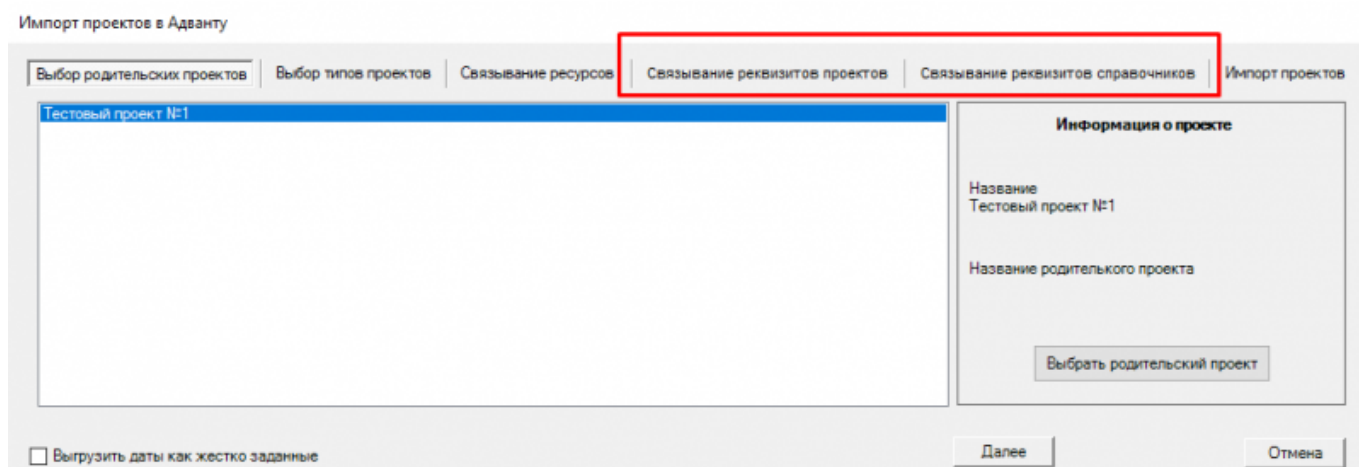 Импорт проектов в Адванту
Выбор родительских проектов Выбор типов проектов Связывание ресурсов Связывание реквизитов проектов Связывание реквизитов справочников Импорт проектов
Тестовый проект №1
Информация о проекте
Название
Тестовый проект №1
Название родителького проекта
Выбрать родительский проект
Выгрузить даты как жестко заданные
Далее
Отмена